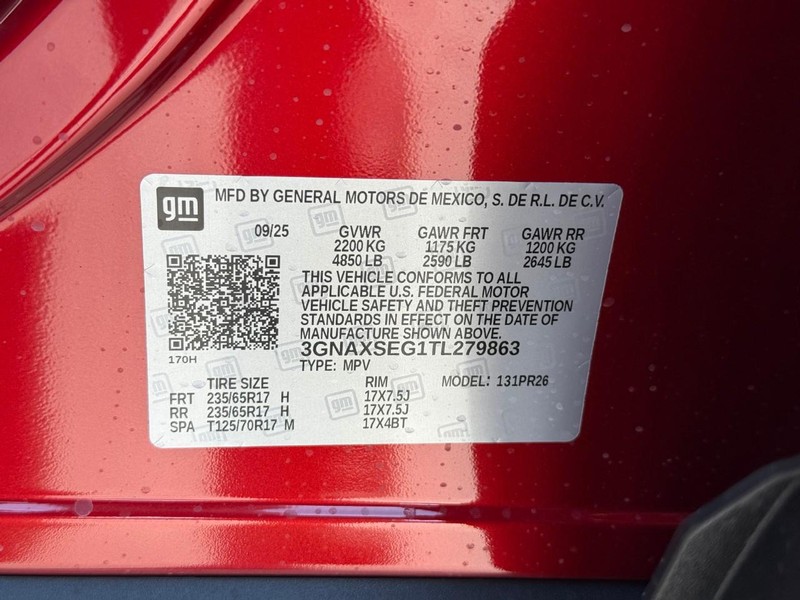 gm MFD BY GENERAL MOTORS DE MEXICO, S. DE R.L. DE C.V.
09/25 GVWR GAWR FRT GAWR RR
2200 KG 1175 KG 1200 KG
4850 LB 2590 LB 2645 LB
THIS VEHICLE CONFORMS TO ALL
APPLICABLE U.S. FEDERAL MOTOR
VEHICLE SAFETY AND THEFT PREVENTION
STANDARDS IN EFFECT ON THE DATE OF
MANUFACTURE SHOWN ABOVE.
170H 3GNAXSEG1TL279863
TYPE: MPV
TIRE SIZE RIM MODEL: 131PR26
FRT 235/65R17 H 17X7.5J
RR 235/65R17 H 17X7.5J
SPA T125/70R17 M 17X4BT